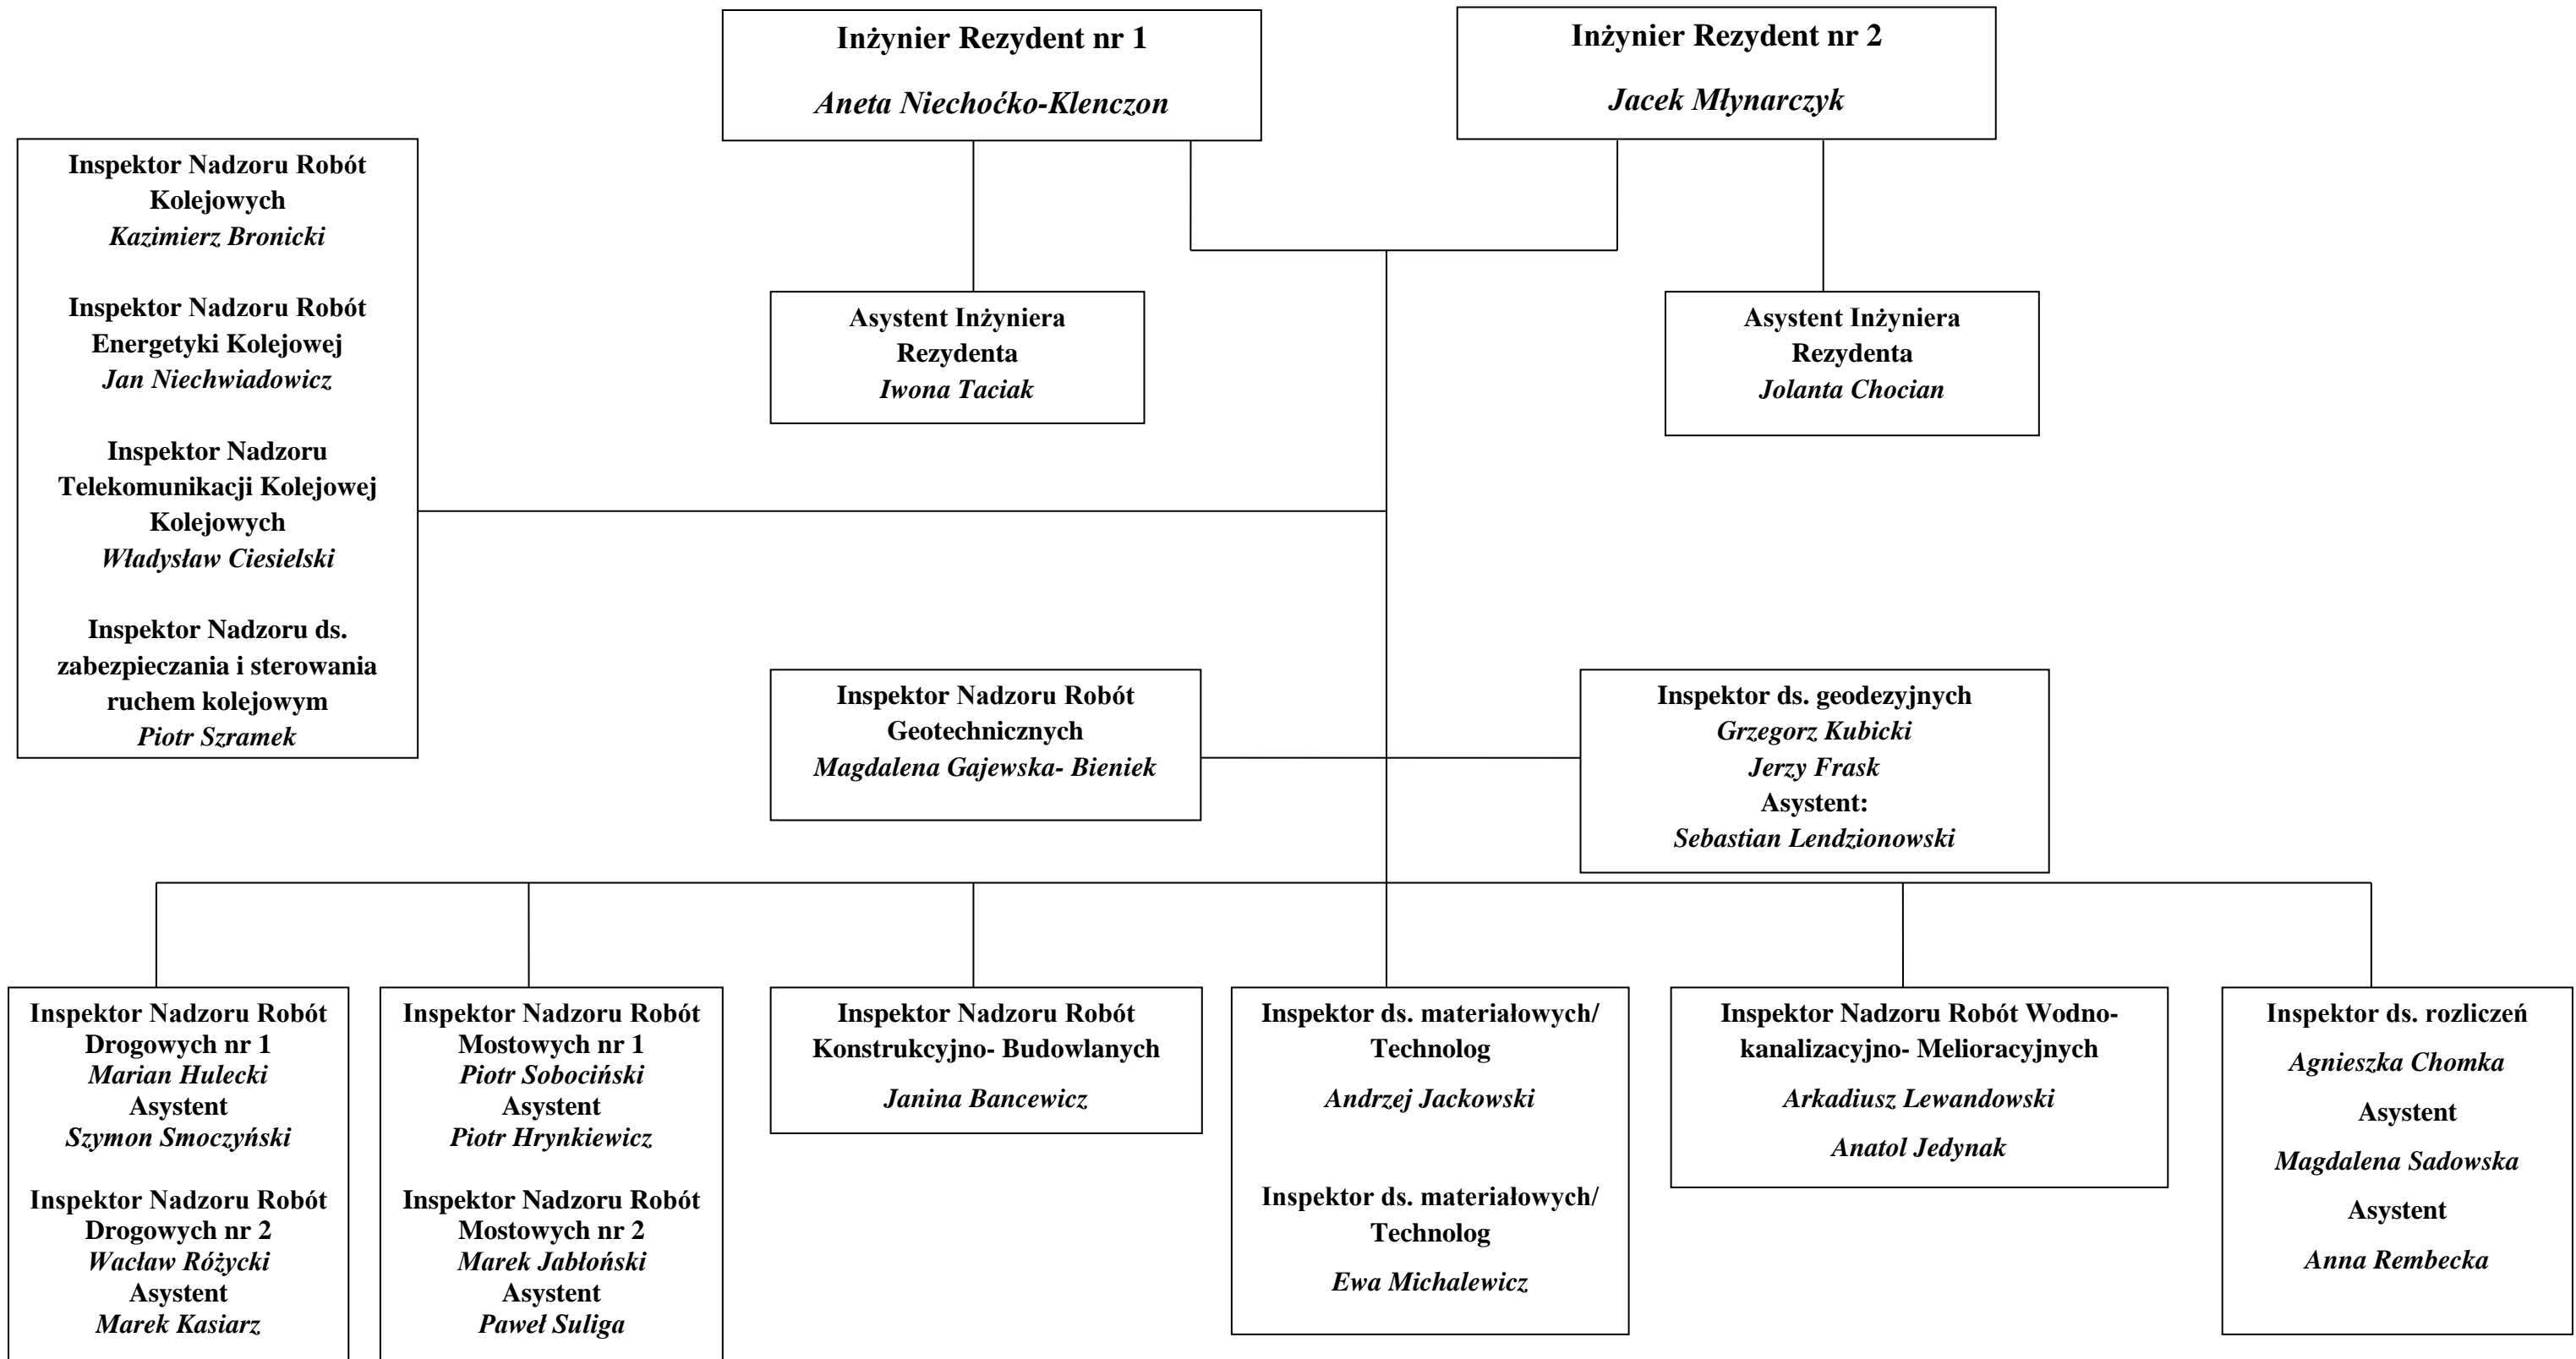 Inżynier Rezydent nr 1
Aneta Niechoćko-Klenczon
Inżynier Rezydent nr 2
Jacek Młynarczyk
Inspektor Nadzoru Robót
Kolejowych
Kazimierz Bronicki
Inspektor Nadzoru Robót
Energetyki Kolejowej
Jan Niechwiadowicz
Inspektor Nadzoru
Telekomunikacji Kolejowej
Kolejowych
Władysław Ciesielski
Inspektor Nadzoru ds.
zabezpieczania i sterowania
ruchem kolejowym
Piotr Szramek
Asystent Inżyniera
Rezydenta
Iwona Taciak
Asystent Inżyniera
Rezydenta
Jolanta Chocian
Inspektor Nadzoru Robót
Geotechnicznych
Magdalena Gajewska- Bieniek
Inspektor ds. geodezyjnych
Grzegorz Kubicki
Jerzy Frask
Asystent:
Sebastian Lendzionowski
Inspektor Nadzoru Robót
Drogowych nr 1
Marian Hulecki
Asystent
Szymon Smoczyński
Inspektor Nadzoru Robót
Drogowych nr 2
Wacław Różycki
Asystent
Marek Kasiarz
Inspektor Nadzoru Robót
Mostowych nr 1
Piotr Sobociński
Asystent
Piotr Hrynkiewicz
Inspektor Nadzoru Robót
Mostowych nr 2
Marek Jabłoński
Asystent
Paweł Suliga
Inspektor Nadzoru Robót
Konstrukcyjno- Budowlanych
Janina Bancewicz
Inspektor ds. materiałowych/
Technolog
Andrzej Jackowski
Inspektor ds. materiałowych/
Technolog
Ewa Michalewicz
Inspektor Nadzoru Robót Wodno-
kanalizacyjno- Melioracyjnych
Arkadiusz Lewandowski
Anatol Jedynak
Inspektor ds. rozliczeń
Agnieszka Chomka
Asystent
Magdalena Sadowska
Asystent
Anna Rembecka